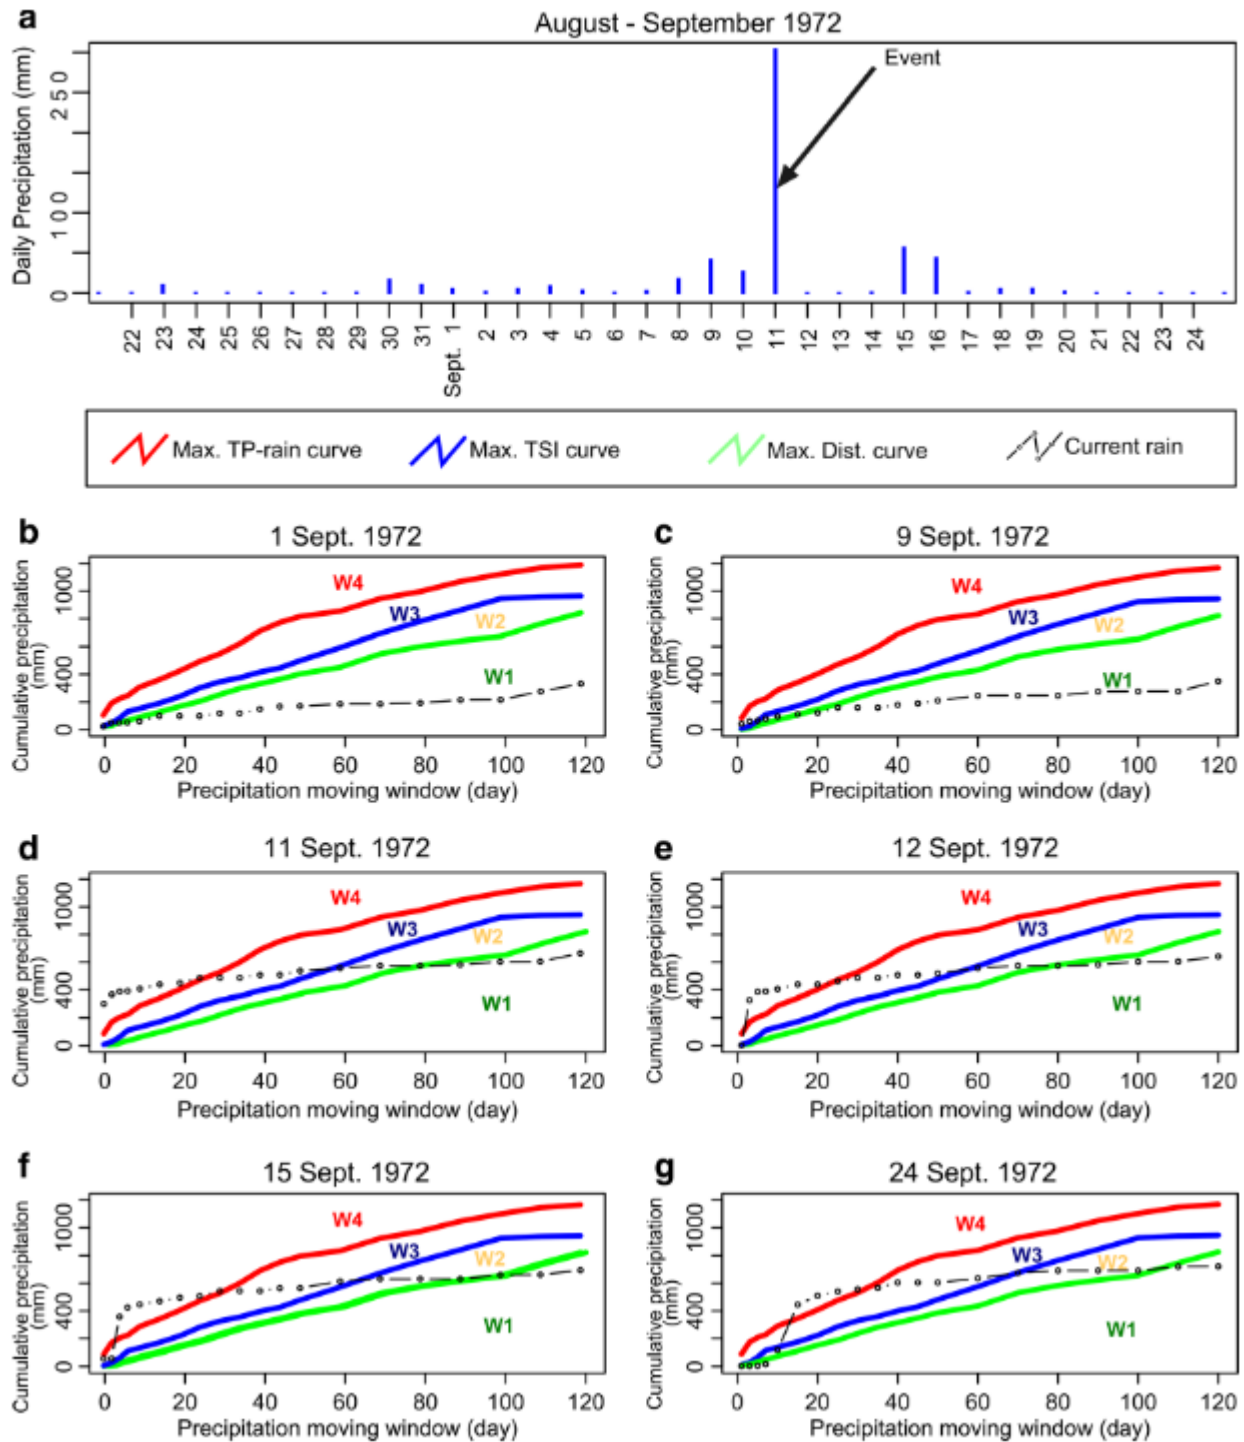 a
August - September 1972
Daily Precipitation (mm)
0 100 250
Event
22 23 24 25 26 27 28 29 30 31 Sept. 1 2 3 4 5 6 7 8 9 10 11 12 13 14 15 16 17 18 19 20 21 22 23 24
Max. TP-rain curve Max. TSI curve Max. Dist. curve Current rain
b
1 Sept. 1972
Cumulative precipitation
(mm)
0 400 1000
W4
W3
W2
W1
0 20 40 60 80 100 120
Precipitation moving window (day)
c
9 Sept. 1972
Cumulative precipitation
(mm)
0 400 1000
W4
W3
W2
W1
0 20 40 60 80 100 120
Precipitation moving window (day)
d
11 Sept. 1972
Cumulative precipitation
(mm)
0 400 1000
W4
W3
W2
W1
0 20 40 60 80 100 120
Precipitation moving window (day)
e
12 Sept. 1972
Cumulative precipitation
(mm)
0 400 1000
W4
W3
W2
W1
0 20 40 60 80 100 120
Precipitation moving window (day)
f
15 Sept. 1972
Cumulative precipitation
(mm)
0 400 1000
W4
W3
W2
W1
0 20 40 60 80 100 120
Precipitation moving window (day)
g
24 Sept. 1972
Cumulative precipitation
(mm)
0 400 1000
W4
W3
W2
W1
0 20 40 60 80 100 120
Precipitation moving window (day)